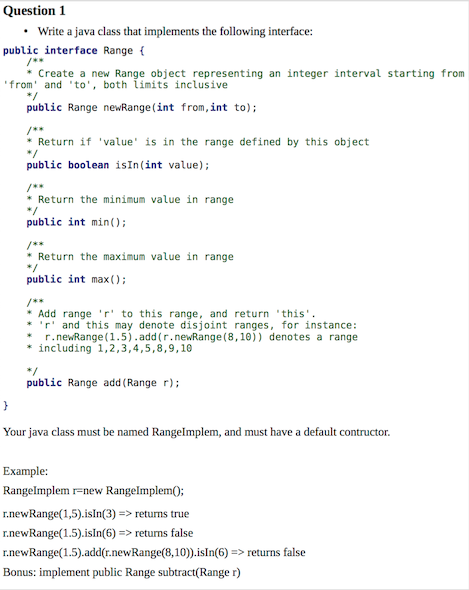 Question 1
• Write a java class that implements the following interface:
public interface Range {
/**
* Create a new Range object representing an integer interval starting from
'from' and 'to', both limits inclusive
*/
public Range newRange(int from,int to);
/**
* Return if 'value' is in the range defined by this object
*/
public boolean isIn(int value);
/**
* Return the minimum value in range
*/
public int min();
/**
* Return the maximum value in range
*/
public int max();
/**
* Add range 'r' to this range, and return 'this'.
* 'r' and this may denote disjoint ranges, for instance:
*  r.newRange(1.5).add(r.newRange(8,10)) denotes a range
* including 1,2,3,4,5,8,9,10
*/
public Range add(Range r);
}
Your java class must be named RangeImplem, and must have a default contructor.
Example:
RangeImplem r=new RangeImplem();
r.newRange(1,5).isIn(3) => returns true
r.newRange(1.5).isIn(6) => returns false
r.newRange(1.5).add(r.newRange(8,10)).isIn(6) => returns false
Bonus: implement public Range subtract(Range r)